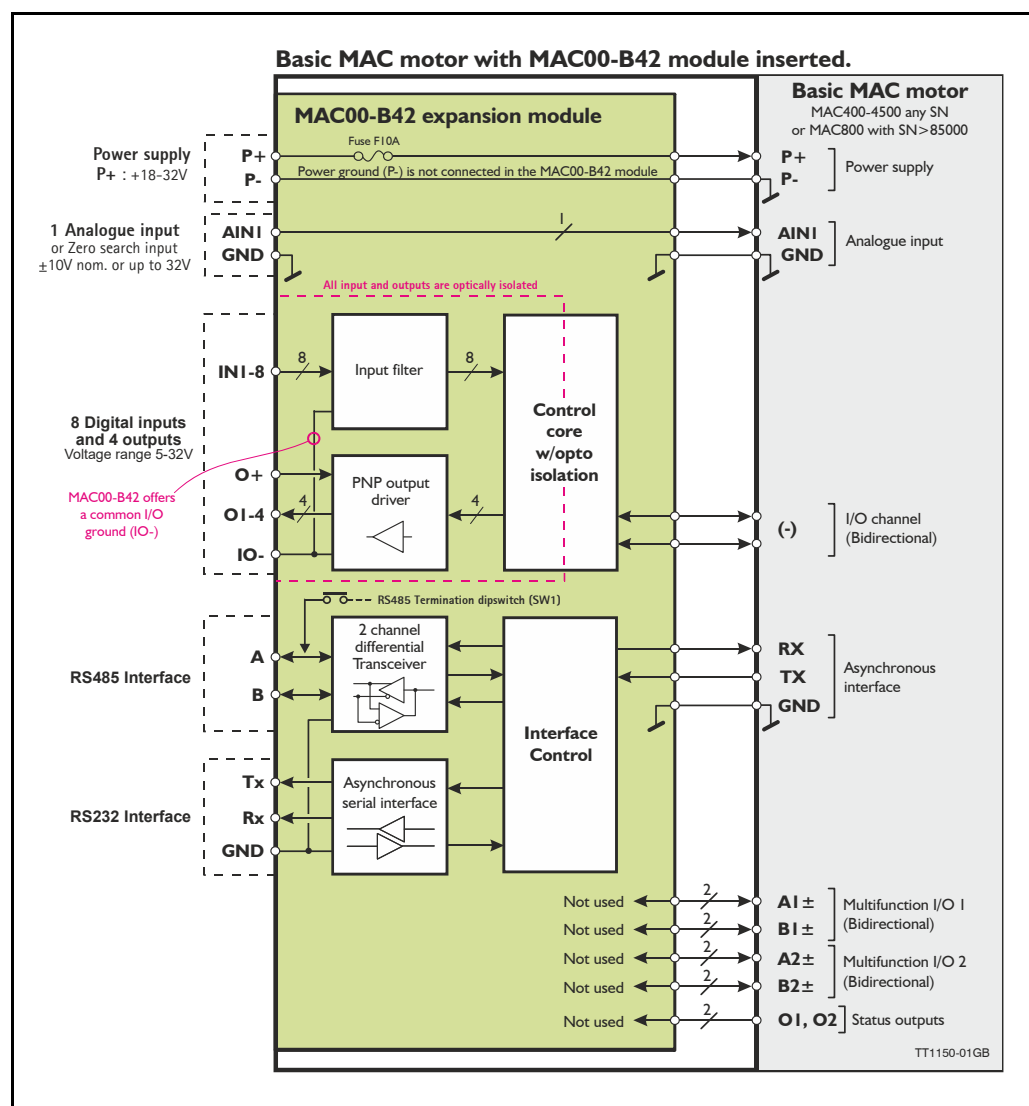 Basic MAC motor with MAC00-B42 module inserted.
Basic MAC motor
MAC400-4500 any SN
or MAC800 with SN>85000
MAC00-B42 expansion module
Power supply
P+ : +18-32V
P+
P-
Fuse F10A
Power ground (P-) is not connected in the MAC00-B42 module
P+
P-
Power supply
1 Analogue input
or Zero search input
±10V nom. or up to 32V
AIN1
GND
1
AIN1
GND
Analogue input
All input and outputs are optically isolated
8 Digital inputs
and 4 outputs
Voltage range 5-32V
MAC00-B42 offers
a common I/O
ground (IO-)
IN1-8
8
Input filter
8
Control
core
w/opto
isolation
O+
O1-4
IO-
4
PNP output
driver
4
(-)
I/O channel
(Bidirectional)
RS485 Termination dipswitch (SW1)
RS485 Interface
A
B
2 channel
differential
Transceiver
Interface
Control
RX
TX
GND
Asynchronous
interface
RS232 Interface
Tx
Rx
GND
Asynchronous
serial interface
Not used
2
A1±
Not used
2
B1±
Multifunction I/O 1
(Bidirectional)
Not used
2
A2±
Not used
2
B2±
Multifunction I/O 2
(Bidirectional)
Not used
2
O1, O2
Status outputs
TT1150-01GB